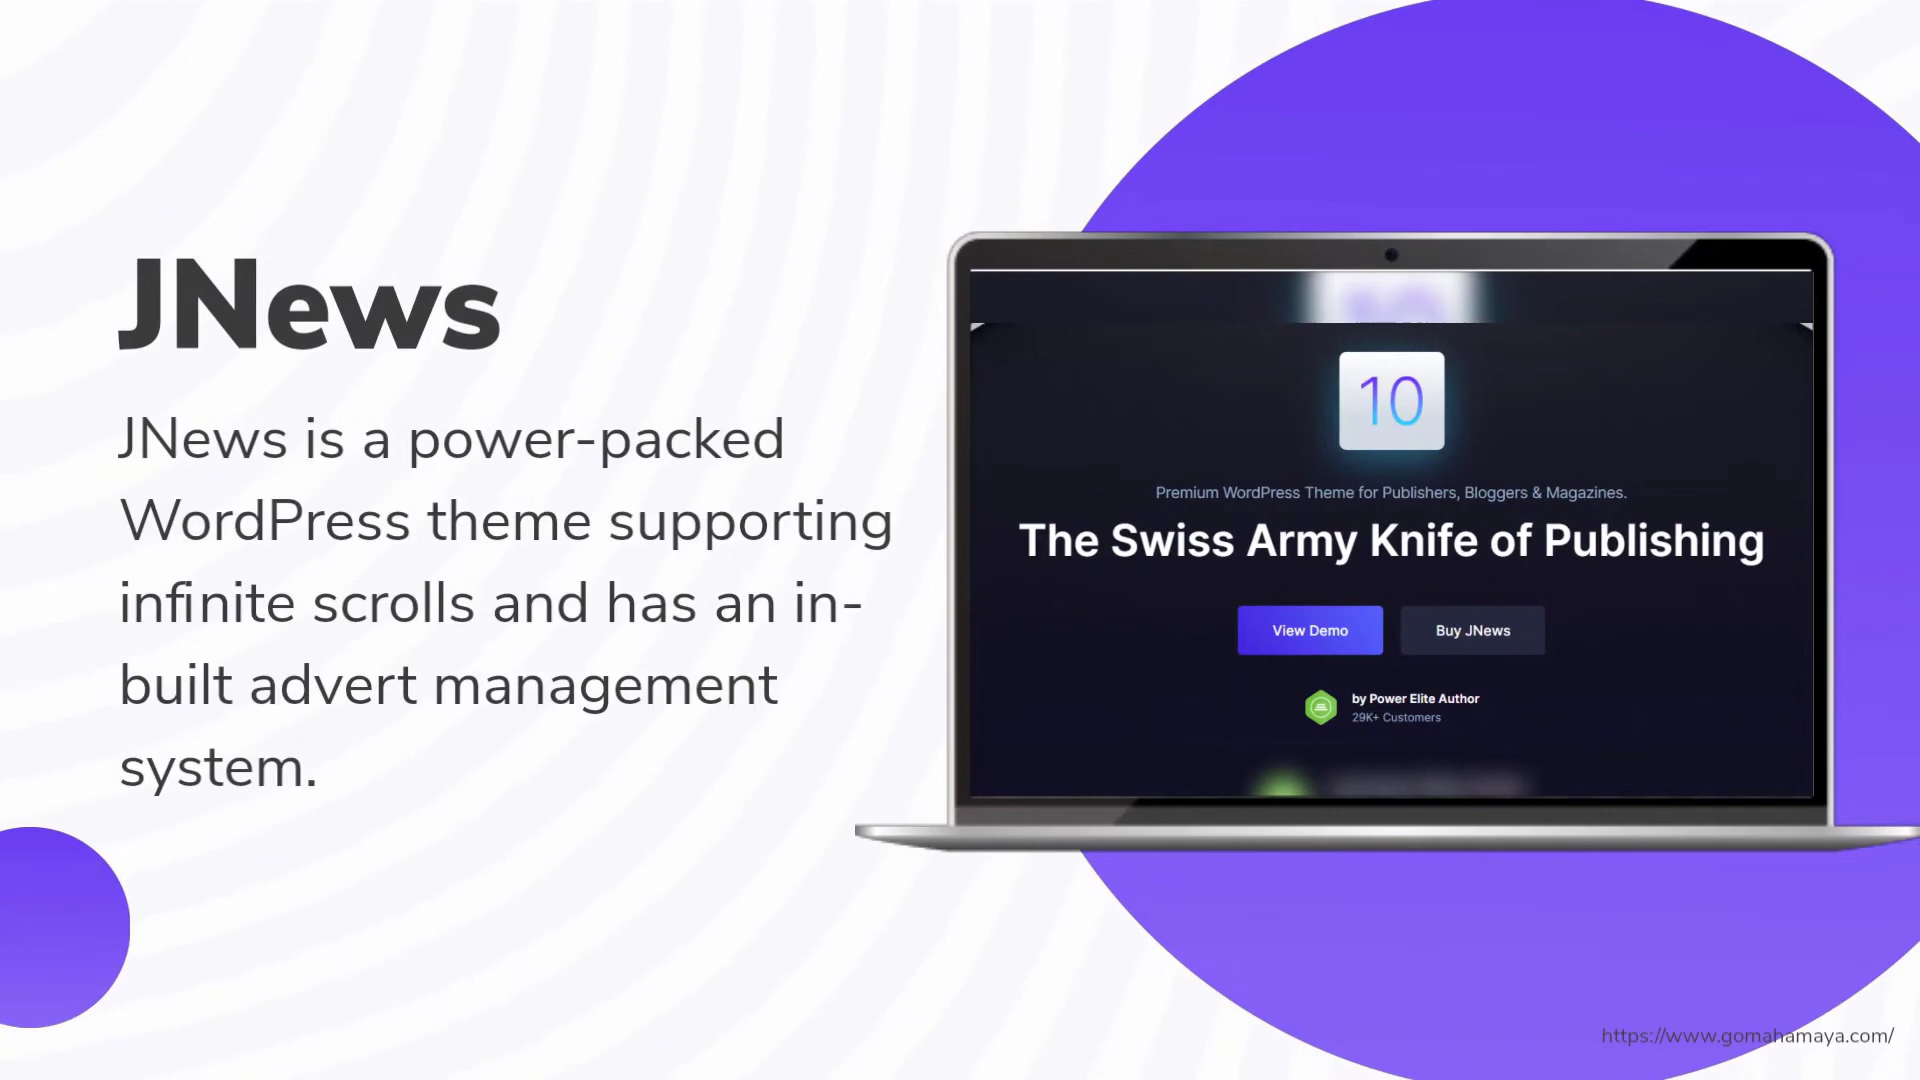 JNews
JNews is a power-packed
WordPress theme supporting
infinite scrolls and has an in-
built advert management
system.
10
Premium WordPress Theme for Publishers, Bloggers & Magazines.
The Swiss Army Knife of Publishing
View Demo
Buy JNews
by Power Elite Author
29K+ Customers
https://www.gomahamaya.com/